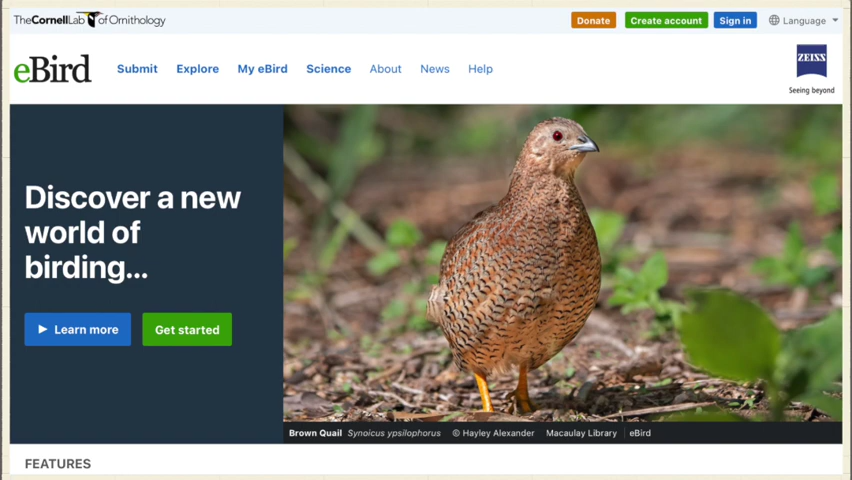 TheCornellLab of Ornithology
Donate Create account Sign in Language
eBird Submit Explore My eBird Science About News Help
ZEISS
Seeing beyond
Discover a new
world of
birding...
Learn more Get started
Brown Quail Synoicus ypsilophorus © Hayley Alexander Macaulay Library eBird
FEATURES